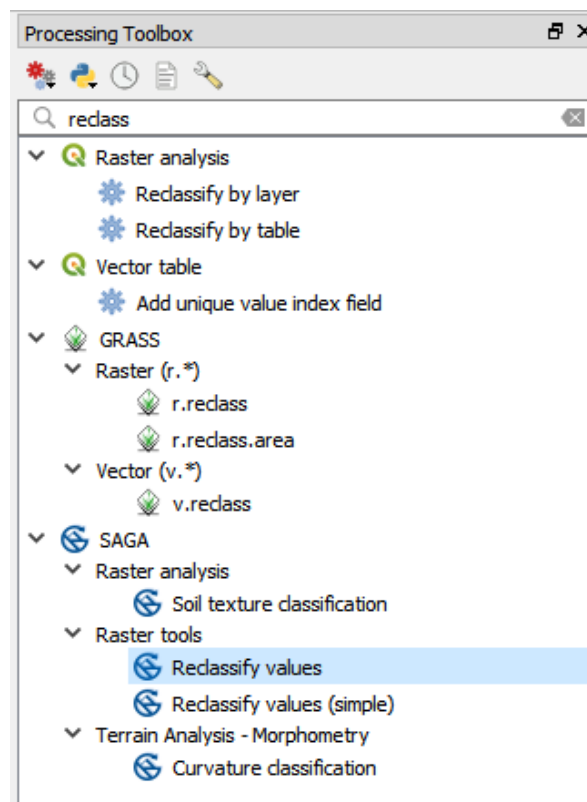 Processing Toolbox
reclass
Raster analysis
Reclassify by layer
Reclassify by table
Vector table
Add unique value index field
GRASS
Raster (r.*)
r.reclass
r.reclass.area
Vector (v.*)
v.reclass
SAGA
Raster analysis
Soil texture classification
Raster tools
Reclassify values
Reclassify values (simple)
Terrain Analysis - Morphometry
Curvature classification